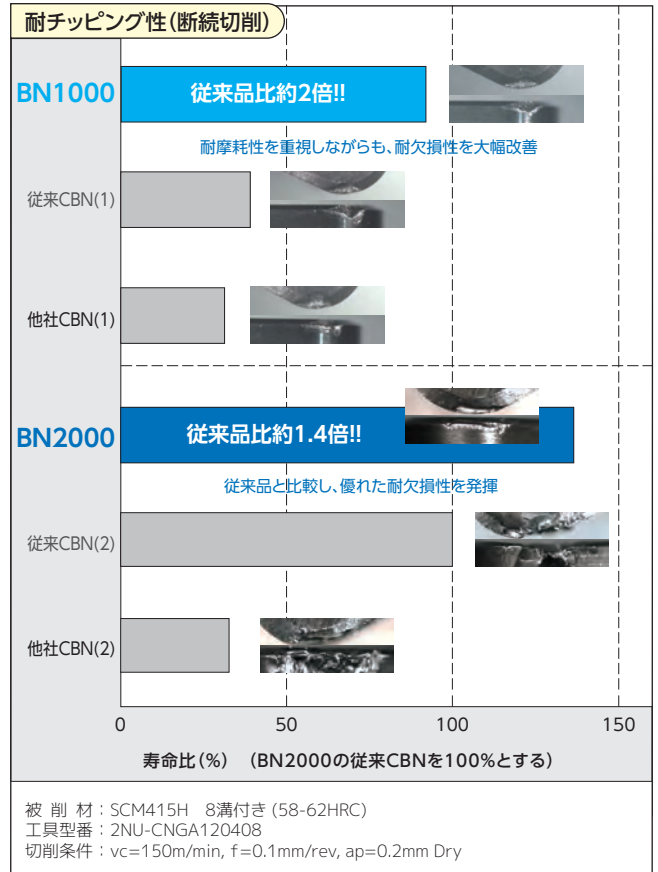 耐チッピング性(断続切削)
BN1000
従来品比約2倍!!
耐摩耗性を重視しながらも、耐欠損性を大幅改善
従来CBN(1)
他社CBN(1)
BN2000
従来品比約1.4倍!!
従来品と比較し、優れた耐欠損性を発揮
従来CBN(2)
他社CBN(2)
0 50 100 150
寿命比(%) (BN2000の従来CBNを100%とする)
被 削 材:SCM415H 8溝付き (58-62HRC)
工具型番:2NU-CNGA120408
切削条件:vc=150m/min, f=0.1mm/rev, ap=0.2mm Dry